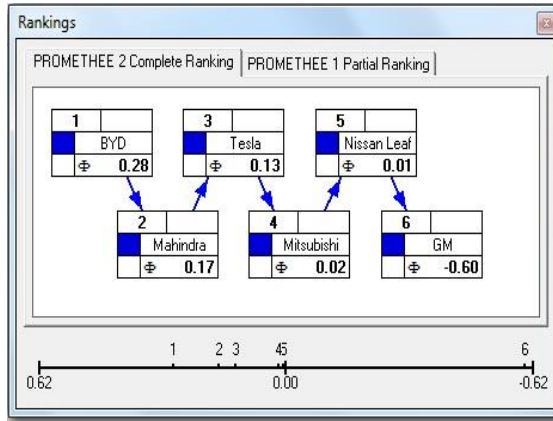 Rankings
PROMETHEE 2 Complete Ranking PROMETHEE 1 Partial Ranking
1 3 5
BYD Tesla Nissan Leaf
Φ 0.28 Φ 0.13 Φ 0.01
2 4 6
Mahindra Mitsubishi GM
Φ 0.17 Φ 0.02 Φ -0.60
1 2 3 45 6
0.62 0.00 -0.62